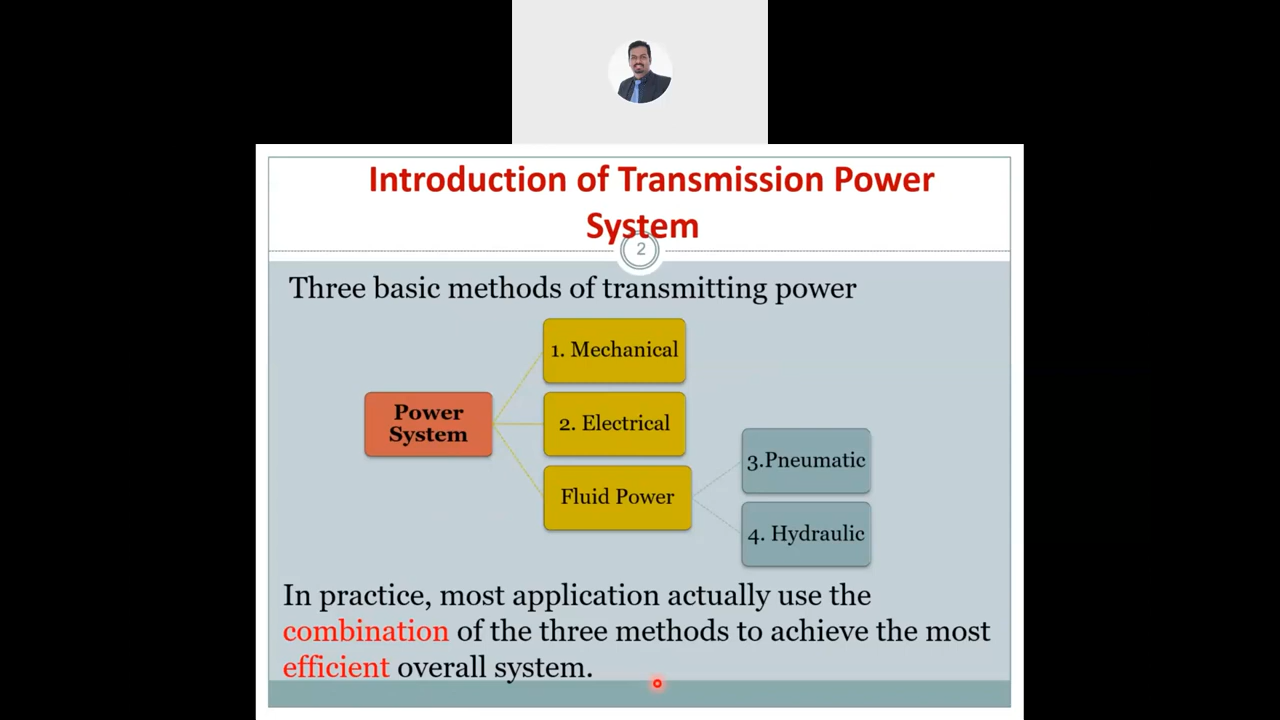 Introduction of Transmission Power
System
2
Three basic methods of transmitting power
1. Mechanical
Power
System
2. Electrical
3.Pneumatic
Fluid Power
4. Hydraulic
In practice, most application actually use the
combination of the three methods to achieve the most
efficient overall system.